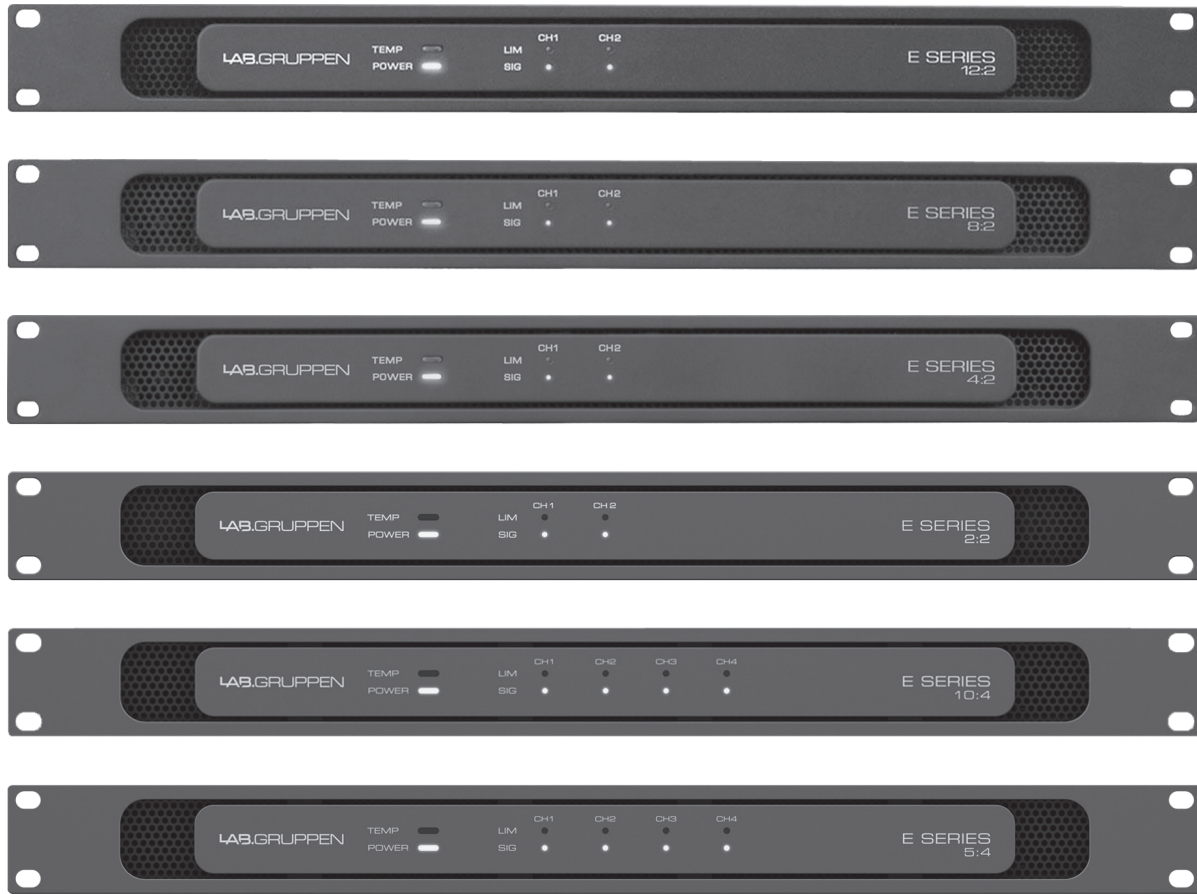 CH1 CH2
TEMP LIM
LAB.GRUPPEN E SERIES
POWER SIG 12:2
CH1 CH2
TEMP LIM
LAB.GRUPPEN E SERIES
POWER SIG 8:2
CH1 CH2
TEMP LIM
LAB.GRUPPEN E SERIES
POWER SIG 4:2
CH1 CH2
TEMP LIM
LAB.GRUPPEN E SERIES
POWER SIG 2:2
CH1 CH2 CH3 CH4
TEMP LIM
LAB.GRUPPEN E SERIES
POWER SIG 10:4
CH1 CH2 CH3 CH4
TEMP LIM
LAB.GRUPPEN E SERIES
POWER SIG 5:4